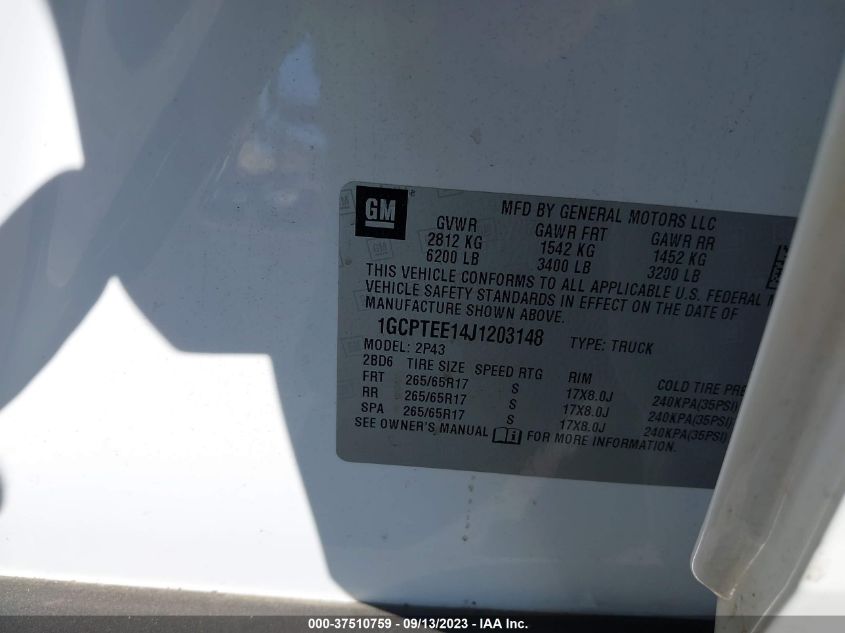 GM ®
MFD BY GENERAL MOTORS LLC
GVWR GAWR FRT GAWR RR
2812 KG 1542 KG 1452 KG
6200 LB 3400 LB 3200 LB
THIS VEHICLE CONFORMS TO ALL APPLICABLE U.S. FEDERAL
VEHICLE SAFETY STANDARDS IN EFFECT ON THE DATE OF
MANUFACTURE SHOWN ABOVE.
1GCPTEE14J1203148 TYPE: TRUCK
MODEL: 2P43
2BD6 TIRE SIZE SPEED RTG RIM COLD TIRE PRE
FRT 265/65R17 S 17X8.0J 240KPA(35PSI)
RR 265/65R17 S 17X8.0J 240KPA(35PSI)
SPA 265/65R17 S 17X8.0J 240KPA(35PSI)
SEE OWNER'S MANUAL FOR MORE INFORMATION.
000-37510759 - 09/13/2023 - IAA Inc.